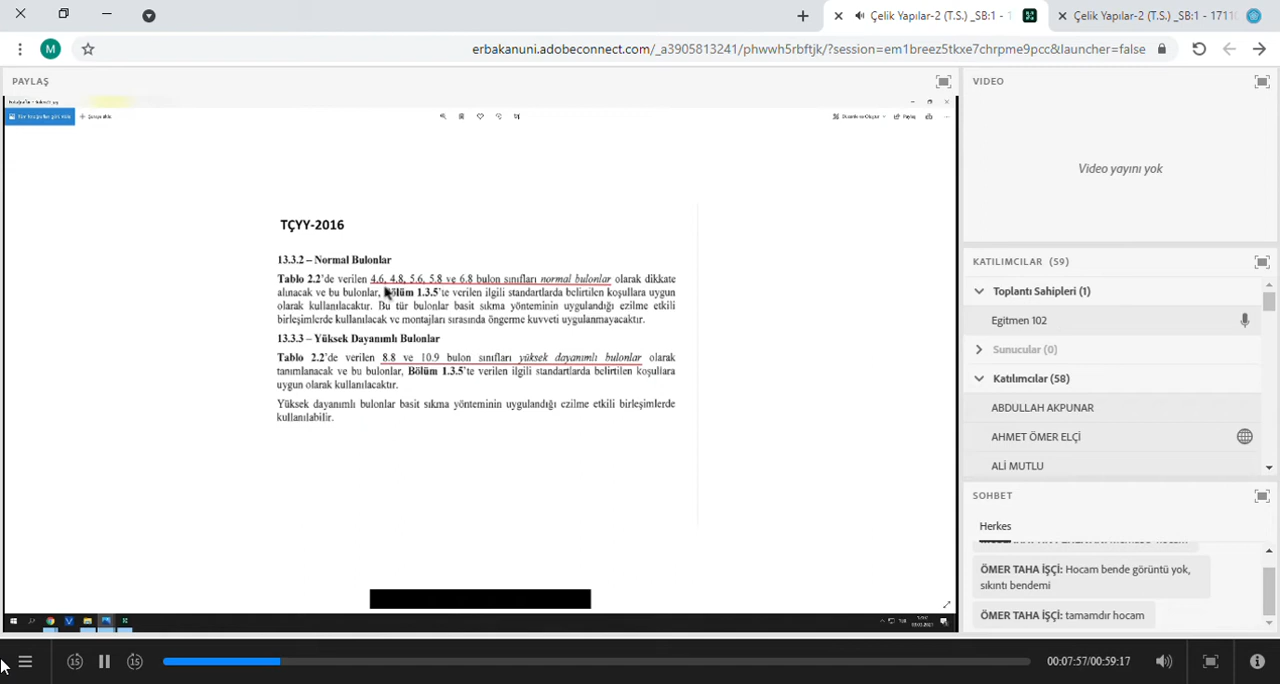 Çelik Yapılar-2 (T.S.) _SB:1 - 1
Çelik Yapılar-2 (T.S.) _SB:1 - 1711
M
erbakanuni.adobeconnect.com/_a3905813241/phwwh5rbftjk/?session=em1breez5tkxe7chrpme9pcc&launcher=false
PAYLAŞ
TÇYY-2016
13.3.2 – Normal Bulonlar
Tablo 2.2'de verilen 4.6, 4.8, 5.6, 5.8 ve 6.8 bulon sınıfları normal bulonlar olarak dikkate
alınacak ve bu bulonlar, Bölüm 1.3.5'te verilen ilgili standartlarda belirtilen koşullara uygun
olarak kullanılacaktır. Bu tür bulonlar basit sıkma yönteminin uygulandığı ezilme etkili
birleşimlerde kullanılacak ve montajları sırasında öngerme kuvveti uygulanmayacaktır.
13.3.3 – Yüksek Dayanımlı Bulonlar
Tablo 2.2'de verilen 8.8 ve 10.9 bulon sınıfları yüksek dayanımlı bulonlar olarak
tanımlanacak ve bu bulonlar, Bölüm 1.3.5'te verilen ilgili standartlarda belirtilen koşullara
uygun olarak kullanılacaktır.
Yüksek dayanımlı bulonlar basit sıkma yönteminin uygulandığı ezilme etkili birleşimlerde
kullanılabilir.
VIDEO
Video yayını yok
KATILIMCILAR (59)
Toplantı Sahipleri (1)
Egitmen 102
Sunucular (0)
Katılımcılar (58)
ABDULLAH AKPUNAR
AHMET ÖMER ELÇİ
ALİ MUTLU
SOHBET
Herkes
ÖMER TAHA İŞÇİ: Hocam bende görüntü yok,
sıkıntı bendemi
ÖMER TAHA İŞÇİ: tamamdır hocam
15
15
00:07:57/00:59:17